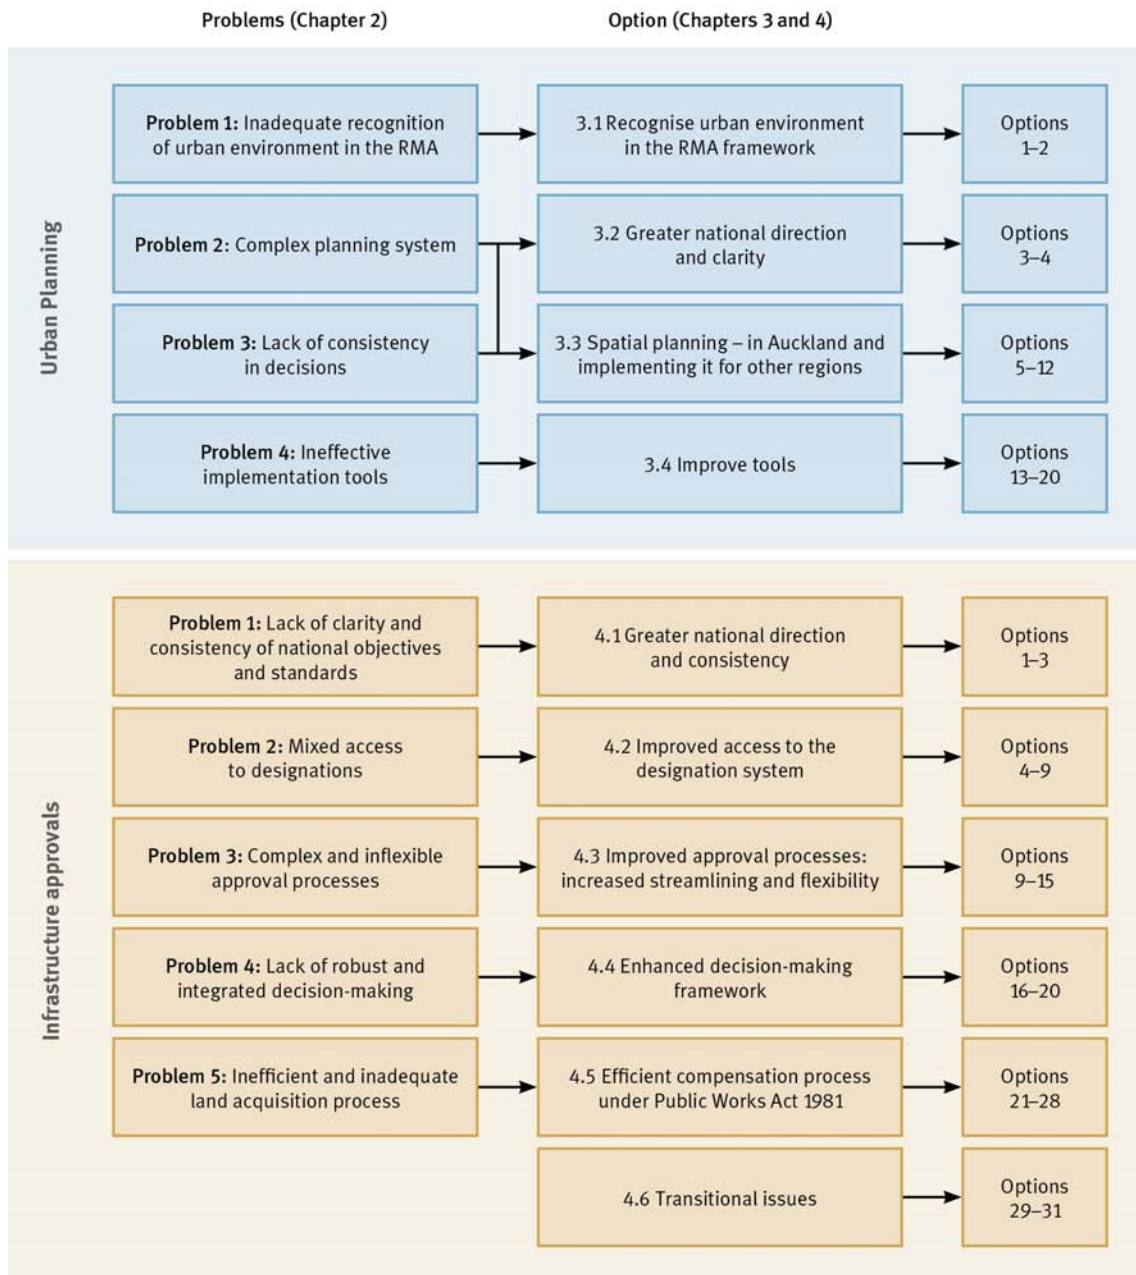 Problems (Chapter 2)
Option (Chapters 3 and 4)
Urban Planning
Problem 1: Inadequate recognition
of urban environment in the RMA
3.1 Recognise urban environment
in the RMA framework
Options
1–2
Problem 2: Complex planning system
3.2 Greater national direction
and clarity
Options
3–4
Problem 3: Lack of consistency
in decisions
3.3 Spatial planning – in Auckland and
implementing it for other regions
Options
5–12
Problem 4: Ineffective
implementation tools
3.4 Improve tools
Options
13–20
Infrastructure approvals
Problem 1: Lack of clarity and
consistency of national objectives
and standards
4.1 Greater national direction
and consistency
Options
1–3
Problem 2: Mixed access
to designations
4.2 Improved access to the
designation system
Options
4–9
Problem 3: Complex and inflexible
approval processes
4.3 Improved approval processes:
increased streamlining and flexibility
Options
9–15
Problem 4: Lack of robust and
integrated decision-making
4.4 Enhanced decision-making
framework
Options
16–20
Problem 5: Inefficient and inadequate
land acquisition process
4.5 Efficient compensation process
under Public Works Act 1981
Options
21–28
4.6 Transitional issues
Options
29–31